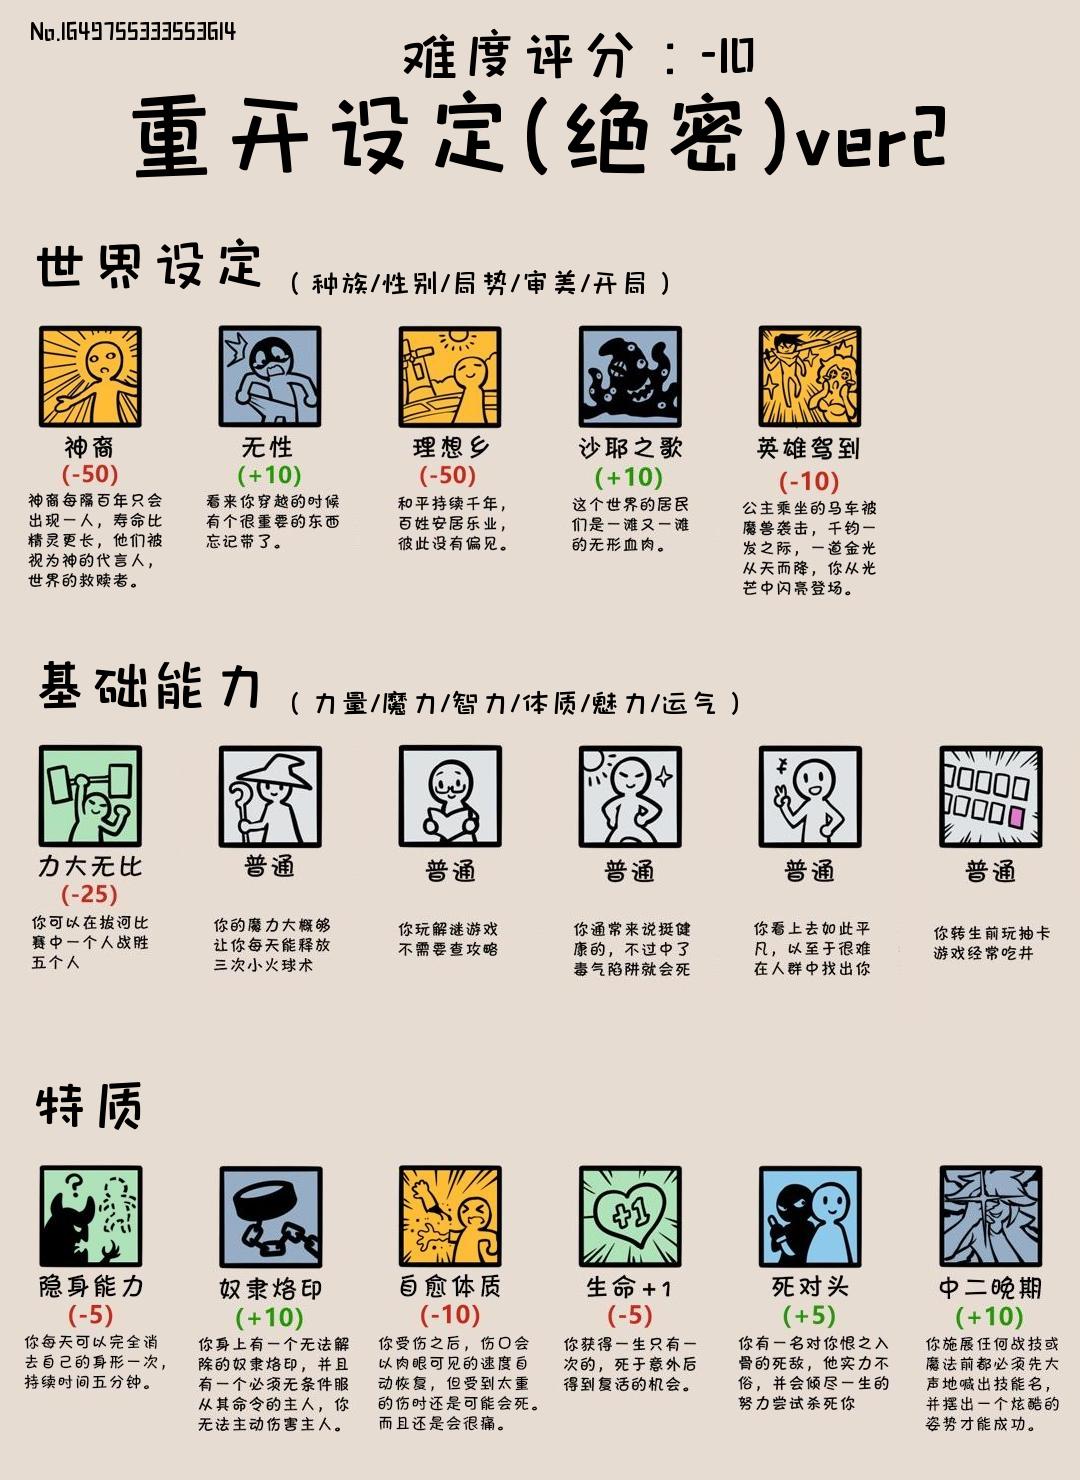 No.1649755333553614
难度评分：-10
重开设定(绝密)ver2
世界设定（种族/性别/局势/审美/开局）
神裔
(-50)
神裔每隔百年只会
出现一人，寿命比
精灵更长，他们被
视为神的代言人，
世界的救赎者。
无性
(+10)
看来你穿越的时候
有个很重要的东西
忘记带了。
理想乡
(-50)
和平持续千年，
百姓安居乐业，
彼此没有偏见。
沙耶之歌
(+10)
这个世界的居民
们是一滩又一滩
的无形血肉。
英雄驾到
(-10)
公主乘坐的马车被
魔兽袭击，千钧一
发之际，一道金光
从天而降，你从光
芒中闪亮登场。
基础能力（力量/魔力/智力/体质/魅力/运气）
力大无比
(-25)
你可以在拔河比
赛中一个人战胜
五个人
普通
你的魔力大概够
让你每天能释放
三次小火球术
普通
你玩解谜游戏
不需要查攻略
普通
你通常来说挺健
康的，不过中了
毒气陷阱就会死
¥
普通
你看上去如此平
凡，以至于很难
在人群中找出你
普通
你转生前玩抽卡
游戏经常吃井
特质
?
隐身能力
(-5)
你每天可以完全消
去自己的身形一次，
持续时间五分钟。
奴隶烙印
(+10)
你身上有一个无法解
除的奴隶烙印，并且
有一个必须无条件服
从其命令的主人，你
无法主动伤害主人。
自愈体质
(-10)
你受伤之后，伤口会
以肉眼可见的速度自
动恢复，但受到太重
的伤时还是可能会死。
而且还是会很痛。
+1
生命+1
(-5)
你获得一生只有一
次的，死于意外后
得到复活的机会。
死对头
(+5)
你有一名对你恨之入
骨的死敌，他实力不
俗，并会倾尽一生的
努力尝试杀死你
中二晚期
(+10)
你施展任何战技或
魔法前都必须先大
声地喊出技能名，
并摆出一个炫酷的
姿势才能成功。